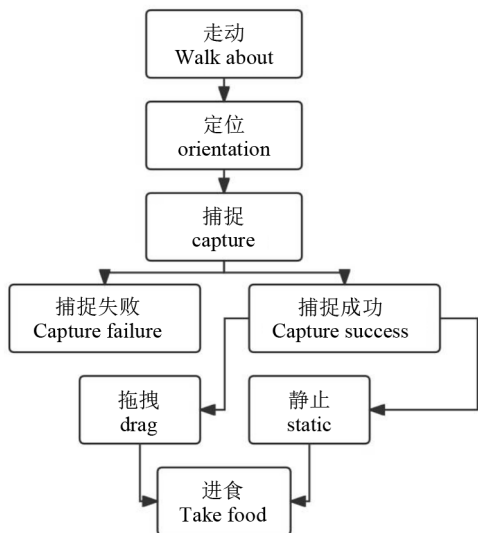 走动
Walk about
定位
orientation
捕捉
capture
捕捉失败
Capture failure
捕捉成功
Capture success
拖拽
drag
静止
static
进食
Take food